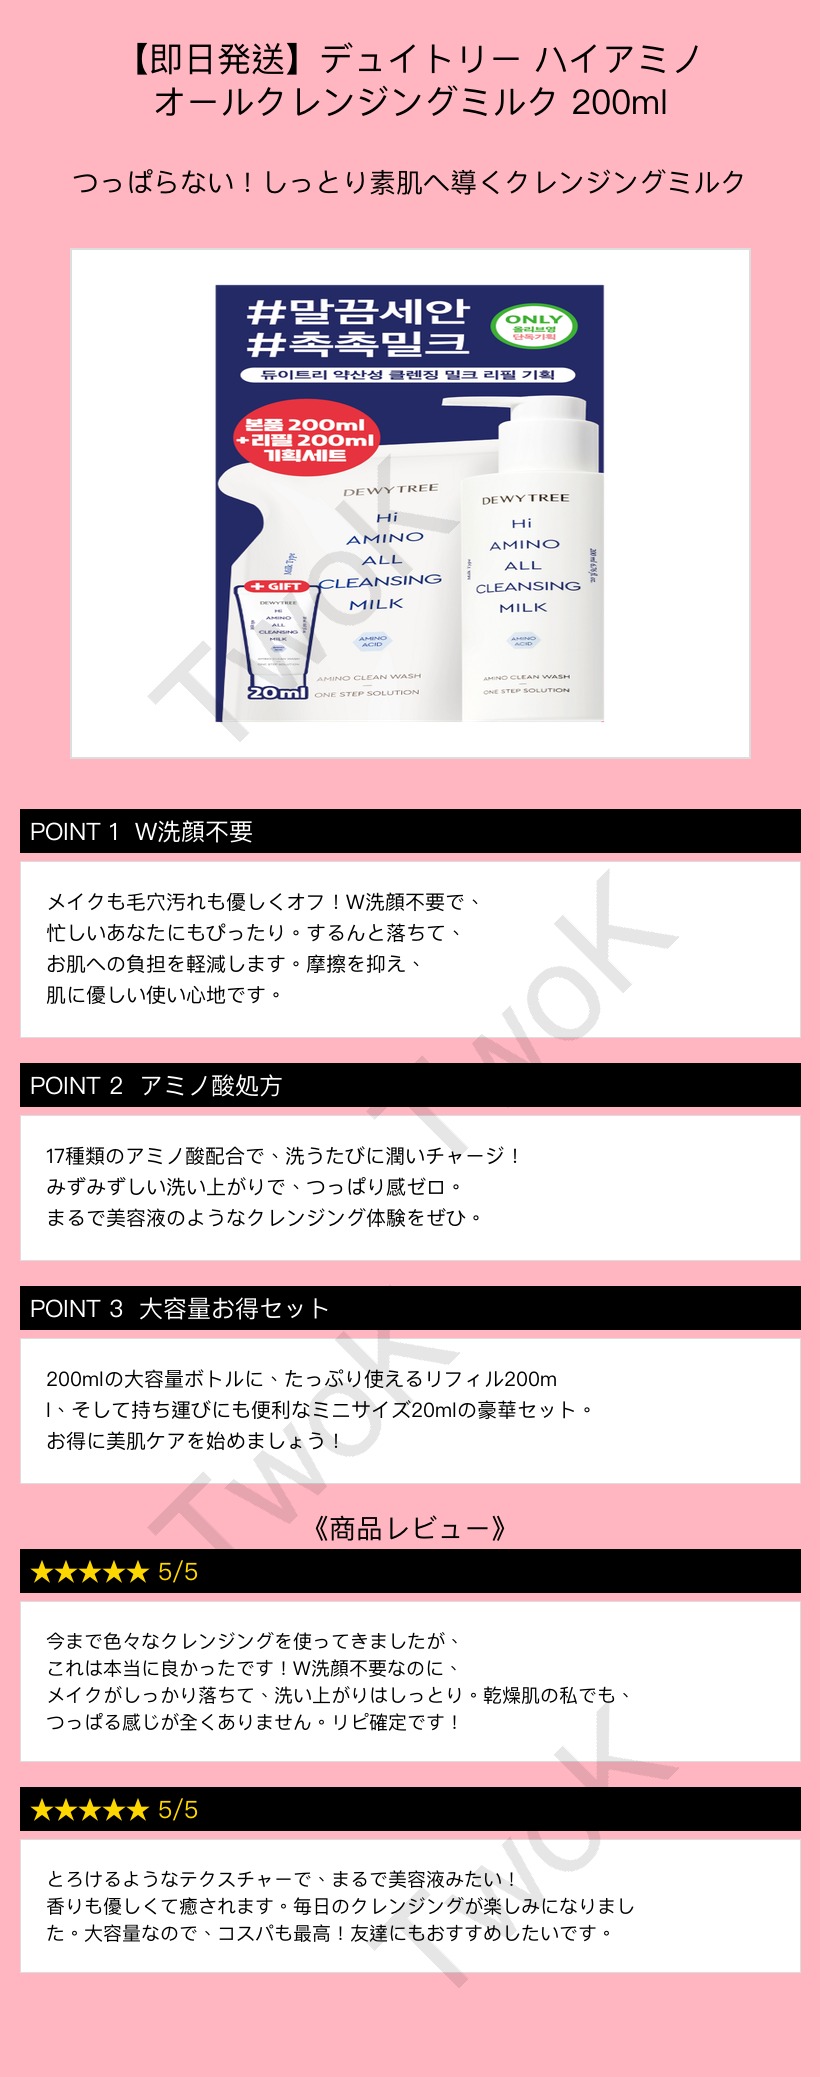 【即日発送】デュイトリー ハイアミノ
オールクレンジングミルク 200ml
つっぱらない！しっとり素肌へ導くクレンジングミルク
#말끔세안
#촉촉밀크
ONLY
올리브영
단독기획
듀이트리 약산성 클렌징 밀크 리필 기획
본품 200ml
+리필 200ml
기획세트
DEWYTREE
Hi
AMINO
ALL
CLEANSING
MILK
AMINO
ACID
AMINO CLEAN WASH
ONE STEP SOLUTION
Milk Type
DEWYTREE
Hi
AMINO
ALL
CLEANSING
MILK
AMINO
ACID
AMINO CLEAN WASH
ONE STEP SOLUTION
Milk Type
200 ml / 6.76 fl. oz.
+ GIFT
DEWYTREE
Hi
AMINO
ALL
CLEANSING
MILK
20ml
TwoK
POINT 1 W洗顔不要
メイクも毛穴汚れも優しくオフ！W洗顔不要で、
忙しいあなたにもぴったり。するんと落ちて、
お肌への負担を軽減します。摩擦を抑え、
肌に優しい使い心地です。
TwoK
POINT 2 アミノ酸処方
17種類のアミノ酸配合で、洗うたびに潤いチャージ！
みずみずしい洗い上がりで、つっぱり感ゼロ。
まるで美容液のようなクレンジング体験をぜひ。
POINT 3 大容量お得セット
200mlの大容量ボトルに、たっぷり使えるリフィル200m
l、そして持ち運びにも便利なミニサイズ20mlの豪華セット。
お得に美肌ケアを始めましょう！
TwoK
《商品レビュー》
★★★★★ 5/5
今まで色々なクレンジングを使ってきましたが、
これは本当に良かったです！W洗顔不要なのに、
メイクがしっかり落ちて、洗い上がりはしっとり。乾燥肌の私でも、
つっぱる感じが全くありません。リピ確定です！
★★★★★ 5/5
とろけるようなテクスチャーで、まるで美容液みたい！
香りも優しくて癒されます。毎日のクレンジングが楽しみになりまし
た。大容量なので、コスパも最高！友達にもおすすめしたいです。
TwoK